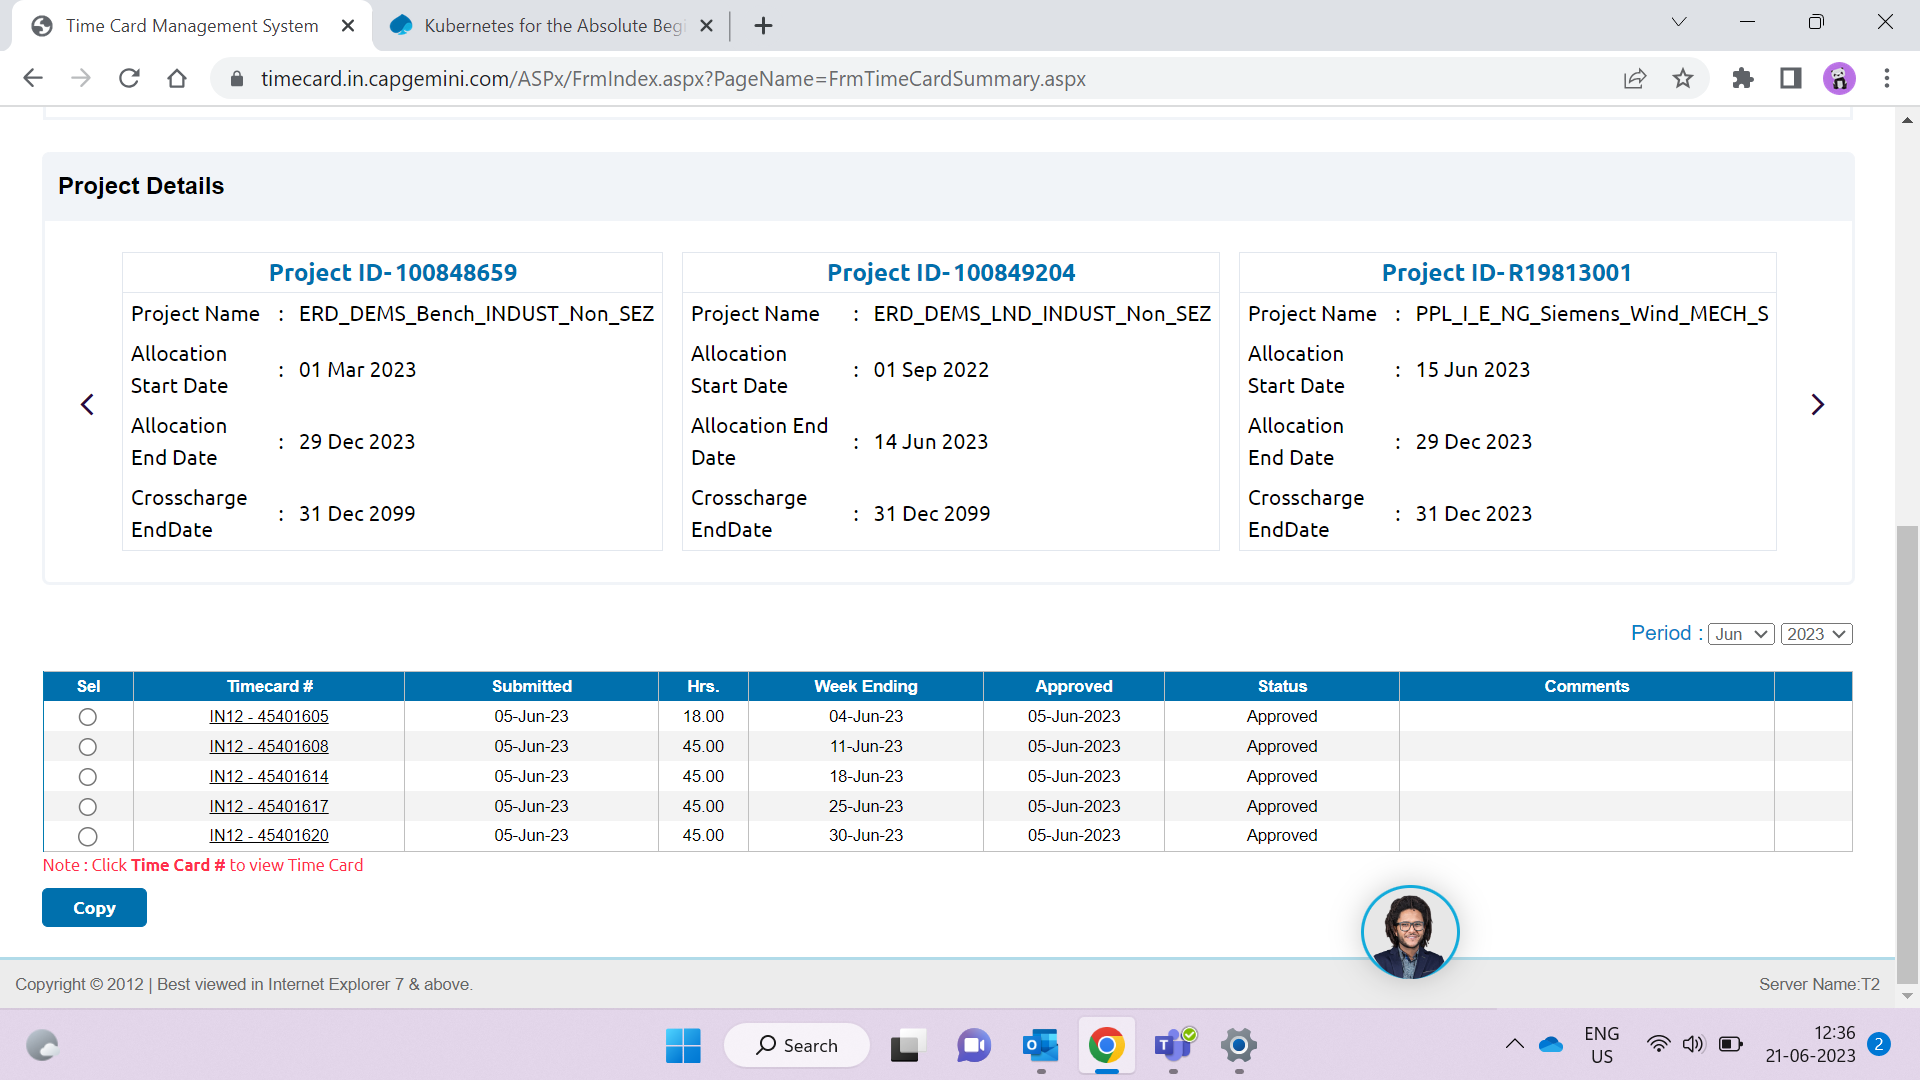 Time Card Management System
Kubernetes for the Absolute Begi
timecard.in.capgemini.com/ASPx/FrmIndex.aspx?PageName=FrmTimeCardSummary.aspx
Project Details
Project ID-100848659
Project Name : ERD_DEMS_Bench_INDUST_Non_SEZ
Allocation
Start Date : 01 Mar 2023
Allocation
End Date : 29 Dec 2023
Crosscharge
EndDate : 31 Dec 2099
Project ID-100849204
Project Name : ERD_DEMS_LND_INDUST_Non_SEZ
Allocation
Start Date : 01 Sep 2022
Allocation End
Date : 14 Jun 2023
Crosscharge
EndDate : 31 Dec 2099
Project ID-R19813001
Project Name : PPL_I_E_NG_Siemens_Wind_MECH_S
Allocation
Start Date : 15 Jun 2023
Allocation
End Date : 29 Dec 2023
Crosscharge
EndDate : 31 Dec 2023
Period : Jun 2023
Sel Timecard # Submitted Hrs. Week Ending Approved Status Comments
IN12 - 45401605 05-Jun-23 18.00 04-Jun-23 05-Jun-2023 Approved
IN12 - 45401608 05-Jun-23 45.00 11-Jun-23 05-Jun-2023 Approved
IN12 - 45401614 05-Jun-23 45.00 18-Jun-23 05-Jun-2023 Approved
IN12 - 45401617 05-Jun-23 45.00 25-Jun-23 05-Jun-2023 Approved
IN12 - 45401620 05-Jun-23 45.00 30-Jun-23 05-Jun-2023 Approved
Note : Click Time Card # to view Time Card
Copy
Copyright © 2012 | Best viewed in Internet Explorer 7 & above.
Server Name:T2
Search
ENG
US
12:36
21-06-2023
2